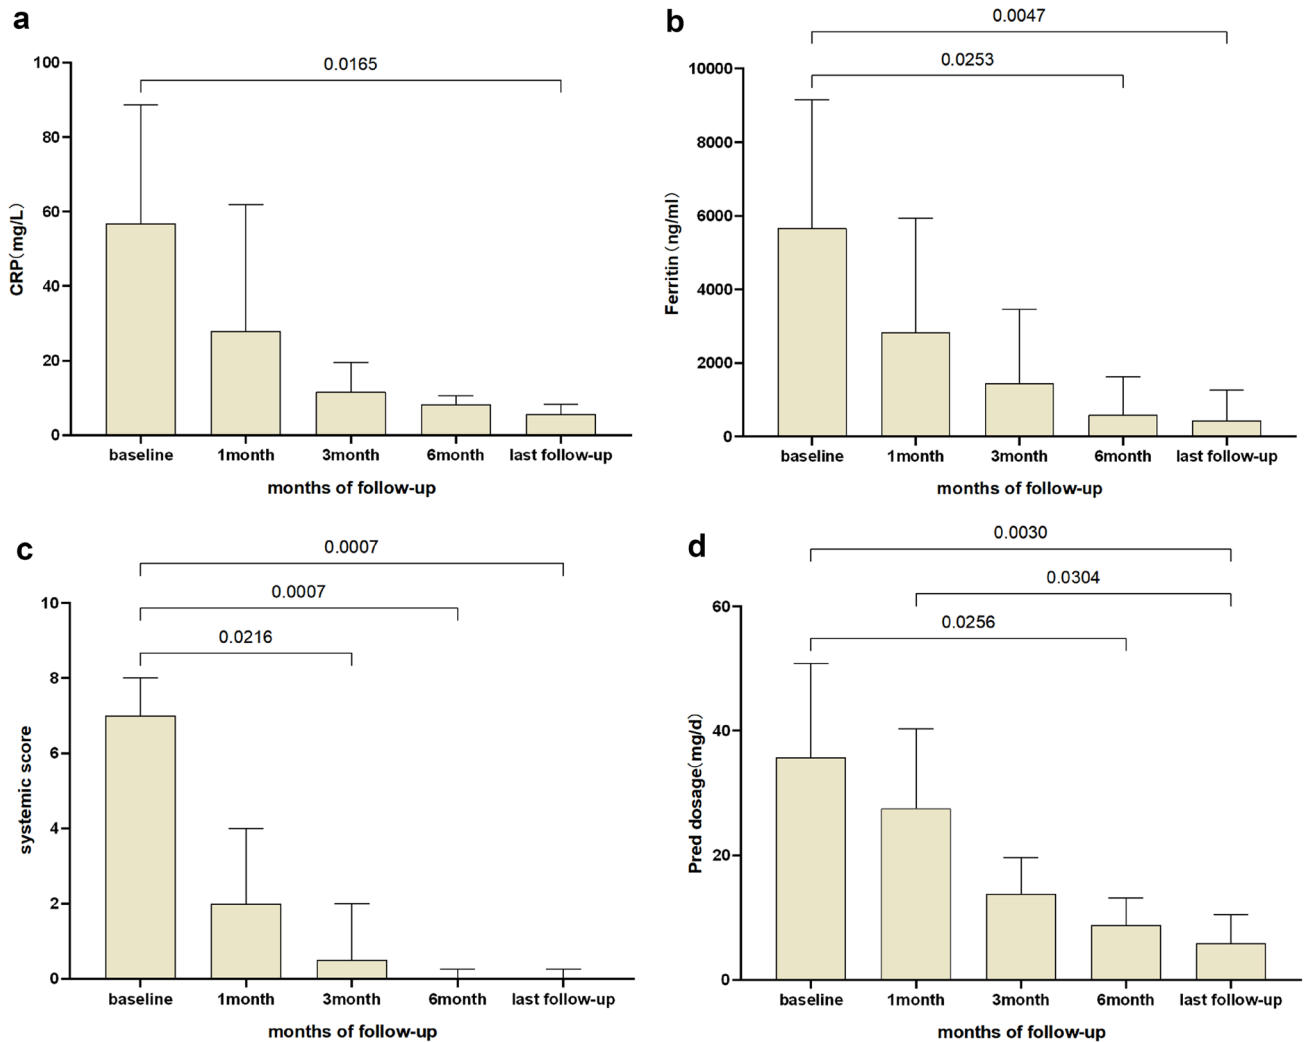 a
0.0165
100
80
60
40
20
0
CRP(mg/L)
baseline 1month 3month 6month last follow-up
months of follow-up
b
0.0047
0.0253
10000
8000
6000
4000
2000
0
Ferritin (ng/ml)
baseline 1month 3month 6month last follow-up
months of follow-up
c
0.0007
0.0007
0.0216
10
8
6
4
2
0
systemic score
baseline 1month 3month 6month last follow-up
months of follow-up
d
0.0030
0.0304
0.0256
60
40
20
0
Pred dosage(mg/d)
baseline 1month 3month 6month last follow-up
months of follow-up